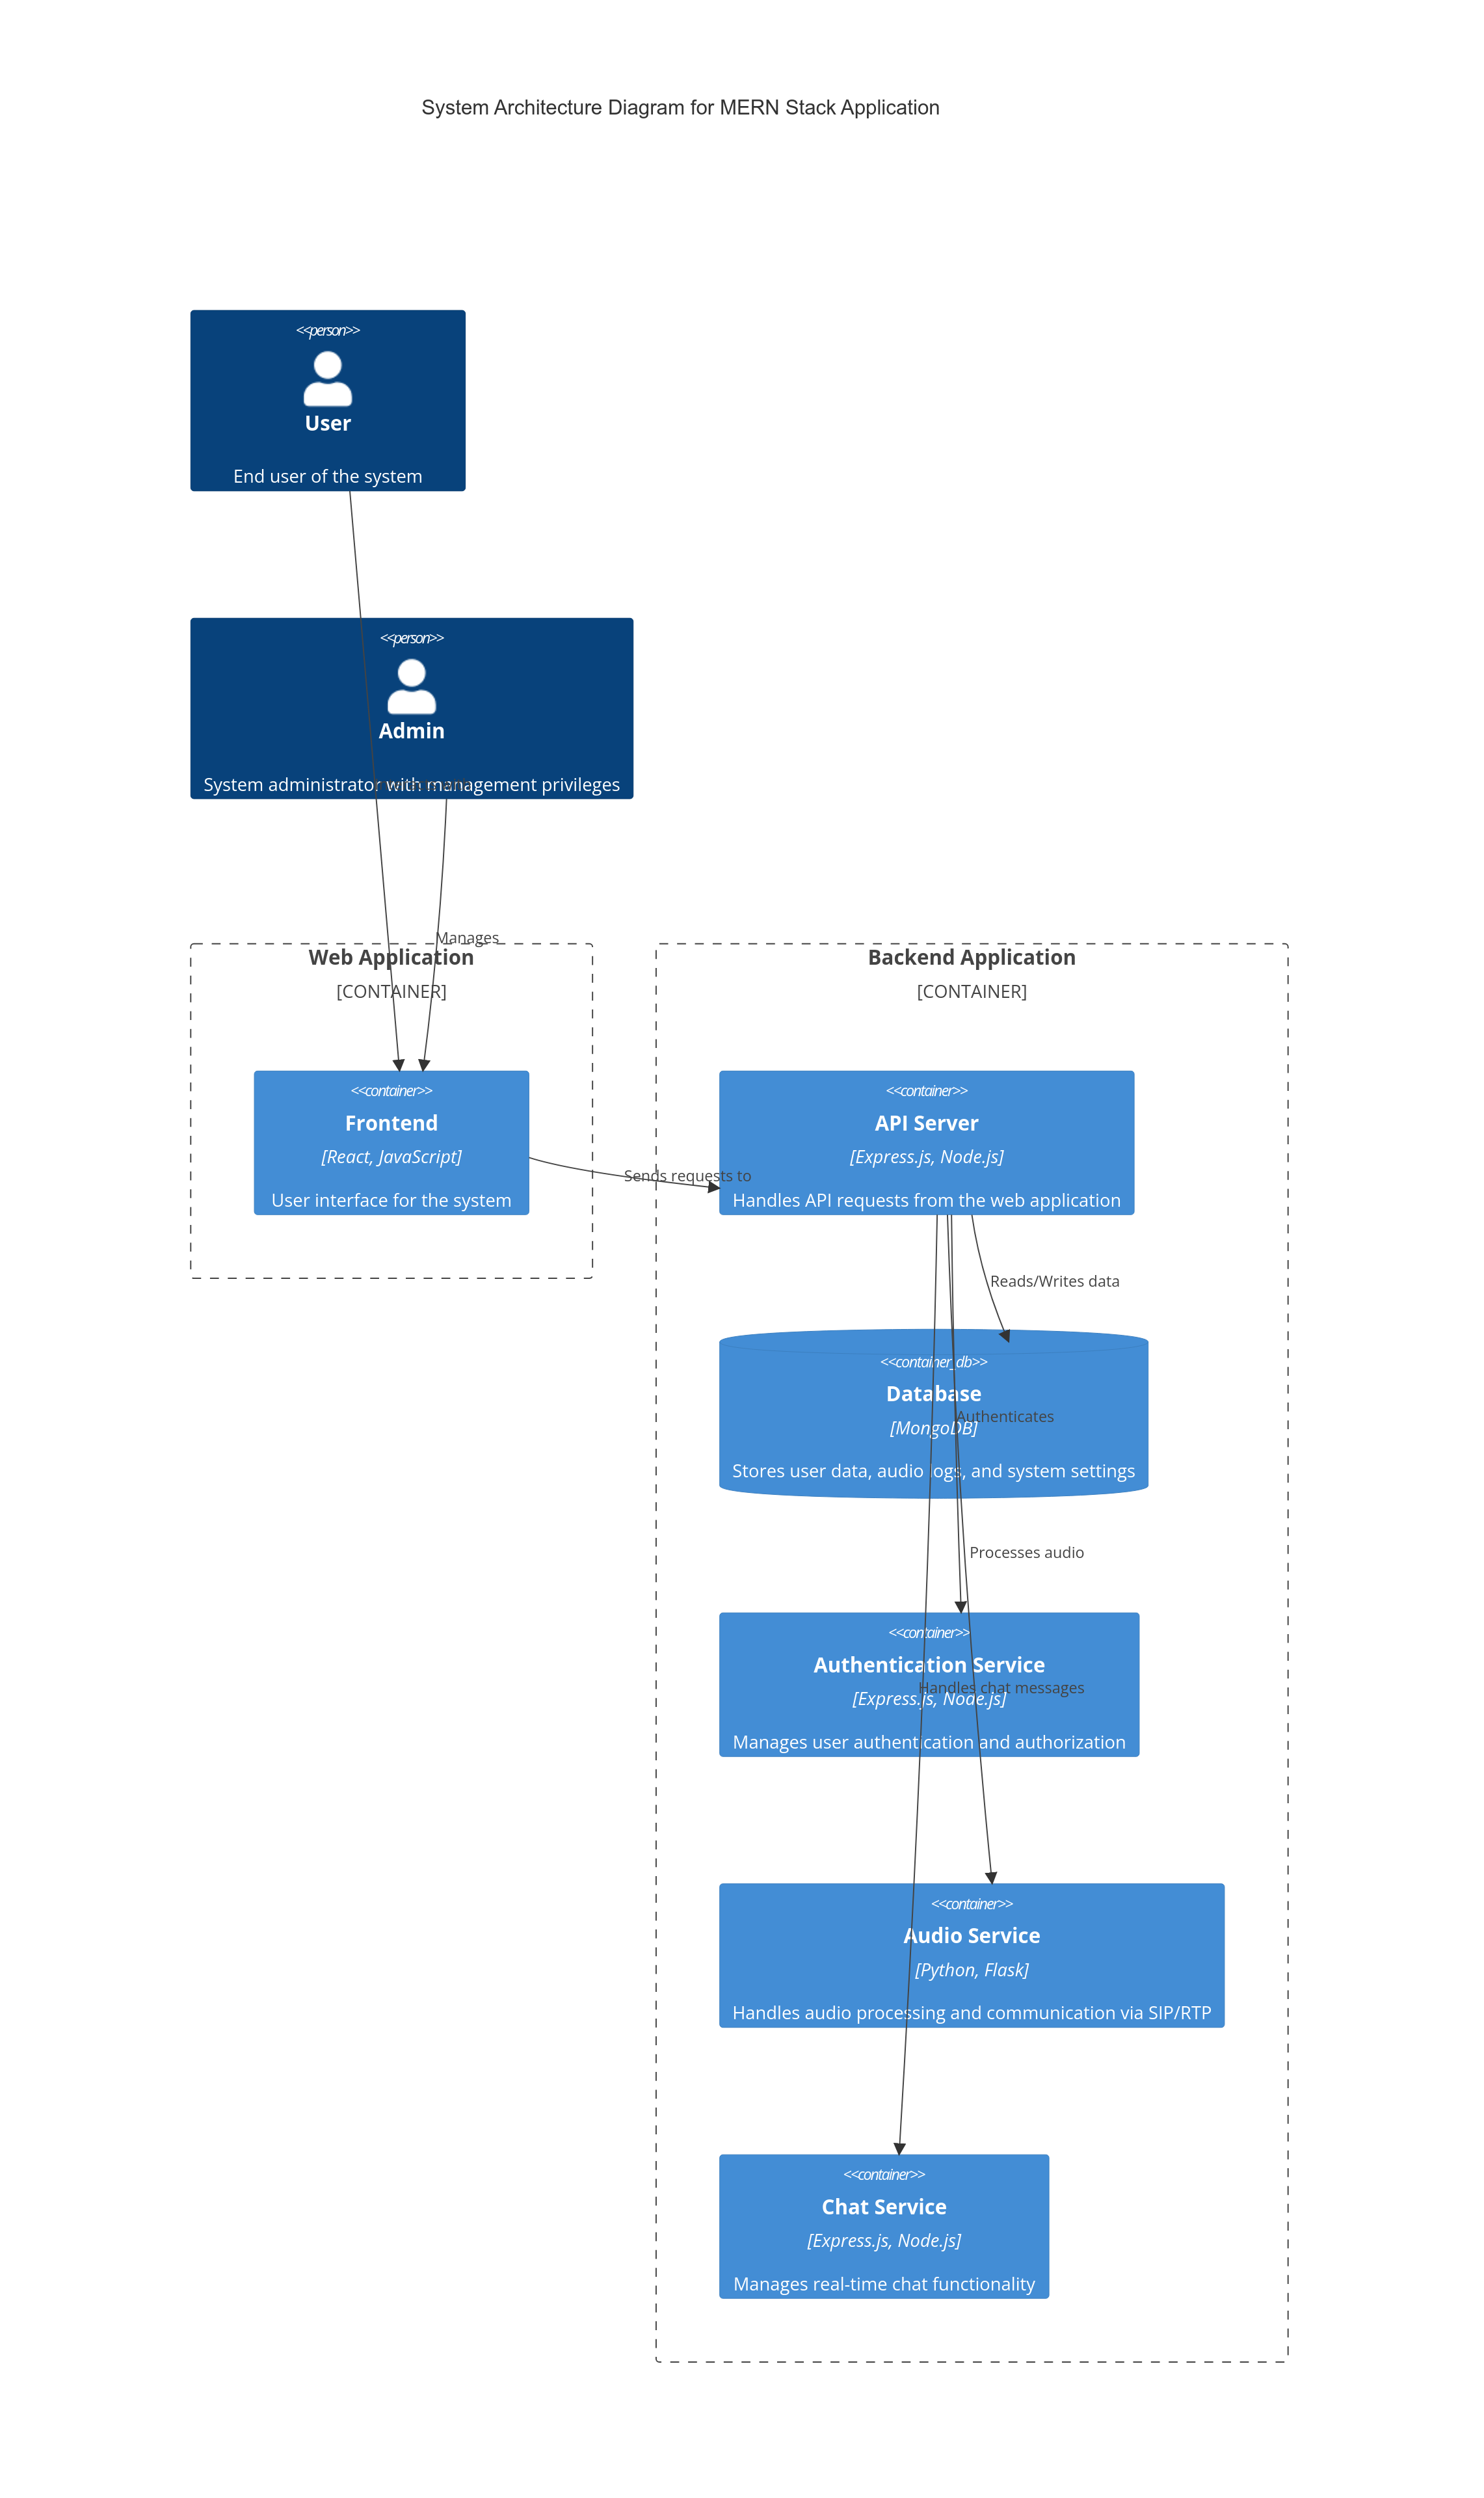 System Architecture Diagram for MERN Stack Application
<<person>>
User
End user of the system
<<person>>
Admin
System administrator with management privileges
Manages
Web Application
[CONTAINER]
<<container>>
Frontend
[React, JavaScript]
User interface for the system
Sends requests to
Backend Application
[CONTAINER]
<<container>>
API Server
[Express.js, Node.js]
Handles API requests from the web application
Reads/Writes data
<<container_db>>
Database
[MongoDB]
Stores user data, audio logs, and system settings
Authenticates
Processes audio
<<container>>
Authentication Service
[Express.js, Node.js]
Manages user authentication and authorization
Handles chat messages
<<container>>
Audio Service
[Python, Flask]
Handles audio processing and communication via SIP/RTP
<<container>>
Chat Service
[Express.js, Node.js]
Manages real-time chat functionality